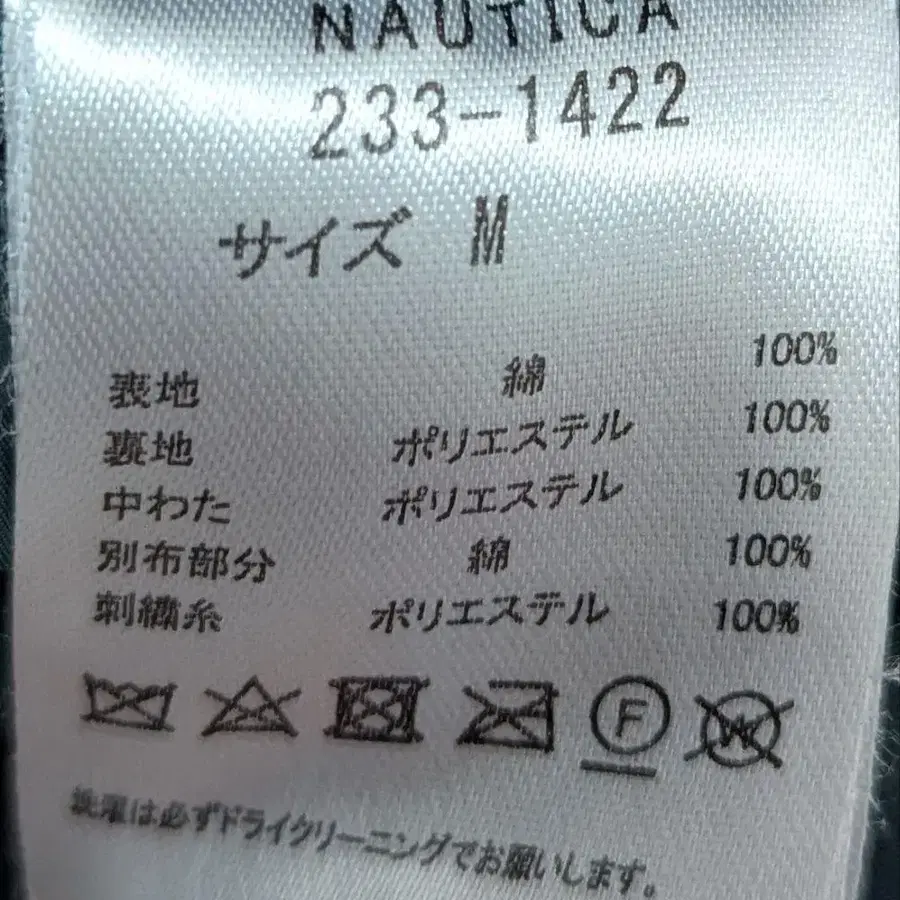 NAUTICA
233-1422
サイズ M
表地 綿 100%
裏地 ポリエステル 100%
中わた ポリエステル 100%
別布部分 綿 100%
刺繍糸 ポリエステル 100%
F W
洗濯は必ずドライクリーニングでお願いします。